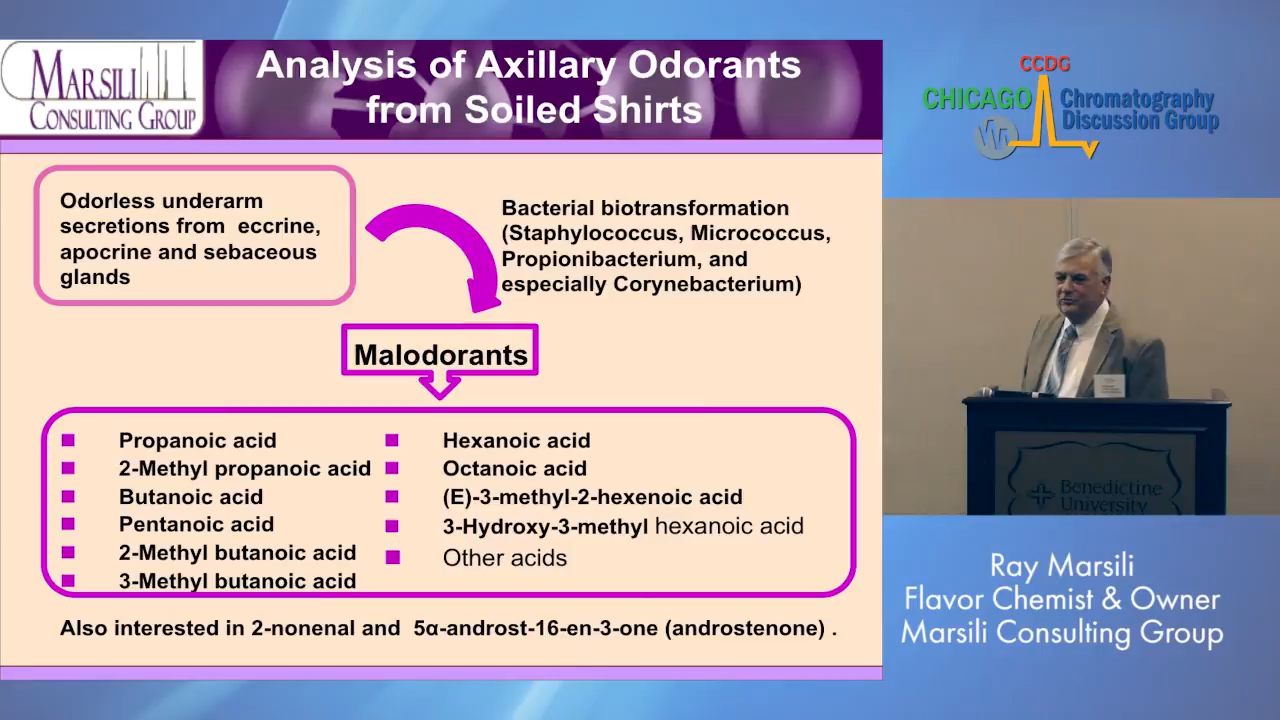 MARSILI
CONSULTING GROUP
Analysis of Axillary Odorants
from Soiled Shirts
CCDG
CHICAGO
Chromatography
Discussion Group
Odorless underarm
secretions from eccrine,
apocrine and sebaceous
glands
Bacterial biotransformation
(Staphylococcus, Micrococcus,
Propionibacterium, and
especially Corynebacterium)
Malodorants
Propanoic acid
2-Methyl propanoic acid
Butanoic acid
Pentanoic acid
2-Methyl butanoic acid
3-Methyl butanoic acid
Hexanoic acid
Octanoic acid
(E)-3-methyl-2-hexenoic acid
3-Hydroxy-3-methyl hexanoic acid
Other acids
Also interested in 2-nonenal and 5α-androst-16-en-3-one (androstenone) .
Benedictine
University
Ray Marsili
Flavor Chemist & Owner
Marsili Consulting Group